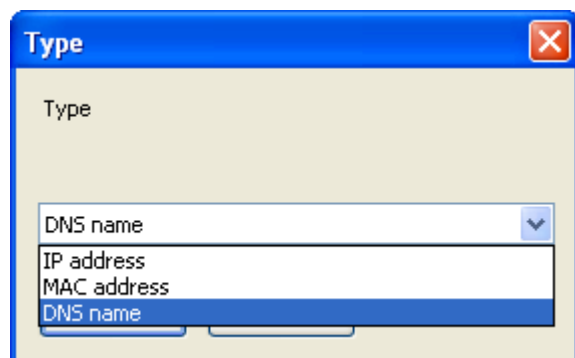 Type
Type
DNS name
IP address
MAC address
DNS name